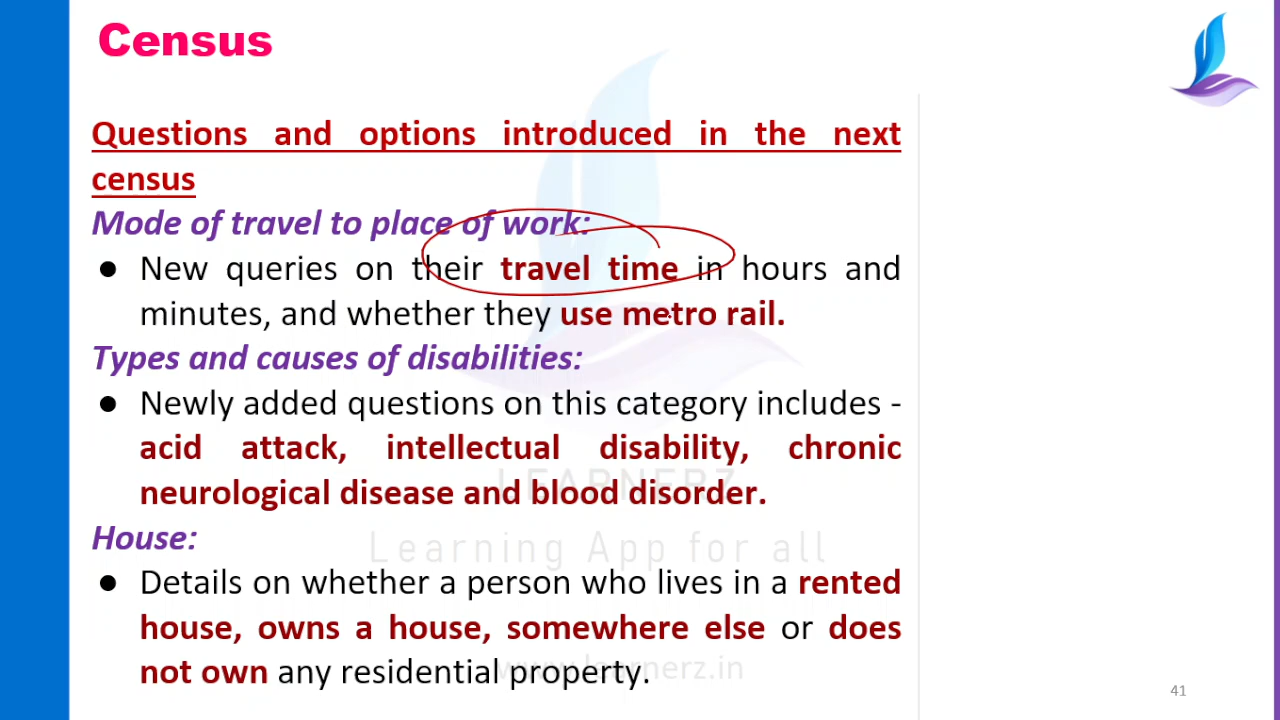 Census
Questions and options introduced in the next
census
Mode of travel to place of work:
● New queries on their travel time in hours and
minutes, and whether they use metro rail.
Types and causes of disabilities:
● Newly added questions on this category includes -
acid attack, intellectual disability, chronic
LEARNERZ
neurological disease and blood disorder.
House:
Learning App for all
● Details on whether a person who lives in a rented
house, owns a house, somewhere else or does
not own any residential property.
www.learnerz.in
41